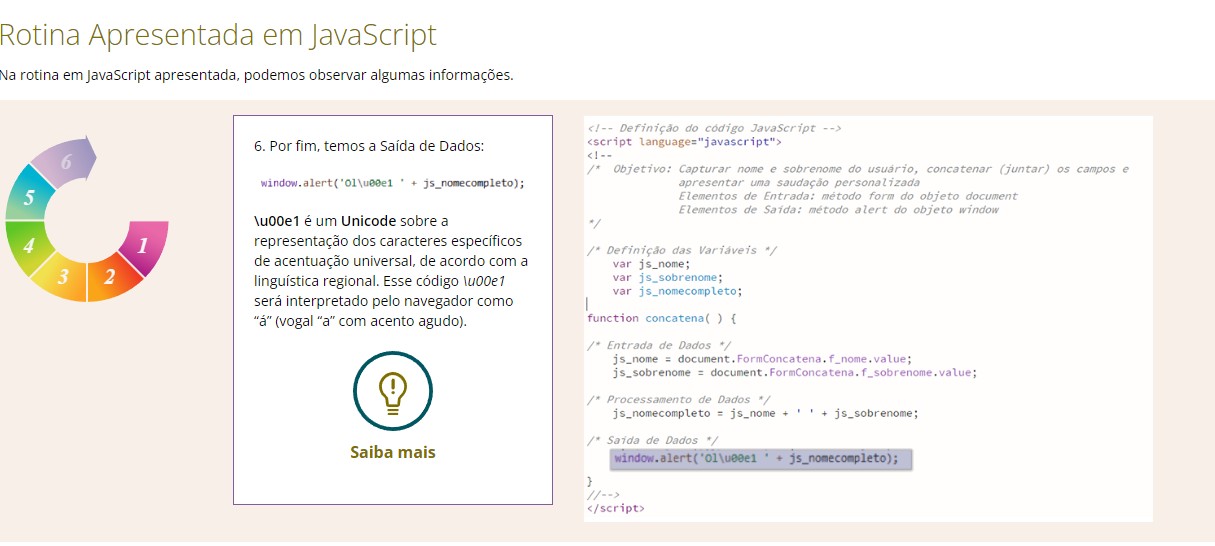 Rotina Apresentada em JavaScript
Na rotina em JavaScript apresentada, podemos observar algumas informações.
6
5
4
3
2
1
6. Por fim, temos a Saída de Dados:
window.alert('Ol\u00e1 ' + js_nomecompleto);
\u00e1 é um Unicode sobre a
representação dos caracteres específicos
de acentuação universal, de acordo com a
linguística regional. Esse código \u00e1
será interpretado pelo navegador como
“á” (vogal “a” com acento agudo).
Saiba mais
<!-- Definição do código JavaScript -->
<script language="javascript">
<!--
/*  Objetivo: Capturar nome e sobrenome do usuário, concatenar (juntar) os campos e
apresentar uma saudação personalizada
Elementos de Entrada: método form do objeto document
Elementos de Saída: método alert do objeto window
*/
/* Definição das Variáveis */
var js_nome;
var js_sobrenome;
var js_nomecompleto;
function concatena( ) {
/* Entrada de Dados */
js_nome = document.FormConcatena.f_nome.value;
js_sobrenome = document.FormConcatena.f_sobrenome.value;
/* Processamento de Dados */
js_nomecompleto = js_nome + ' ' + js_sobrenome;
/* Saída de Dados */
window.alert('Ol\u00e1 ' + js_nomecompleto);
}
//-->
</script>